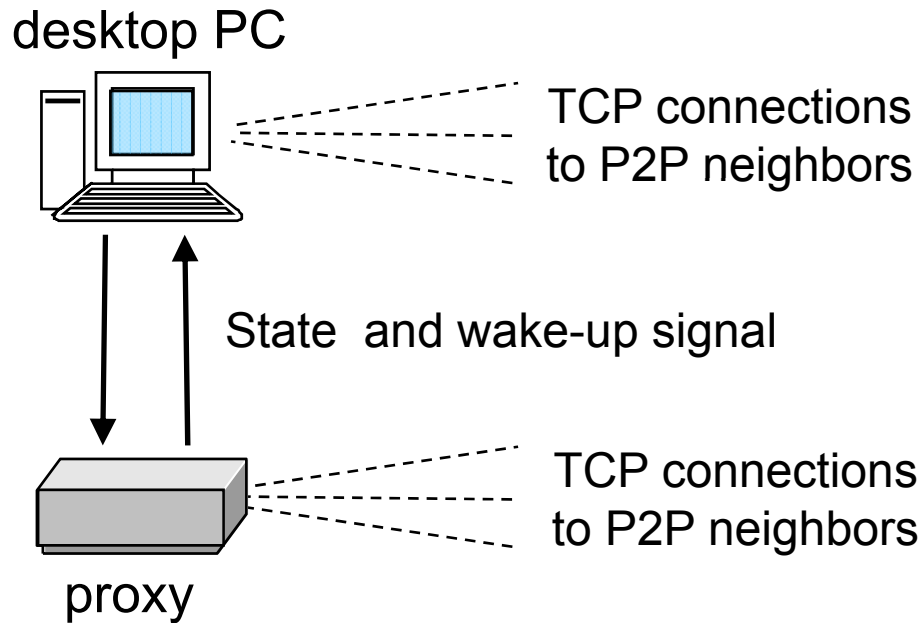 desktop PC
TCP connections
to P2P neighbors
State and wake-up signal
TCP connections
to P2P neighbors
proxy